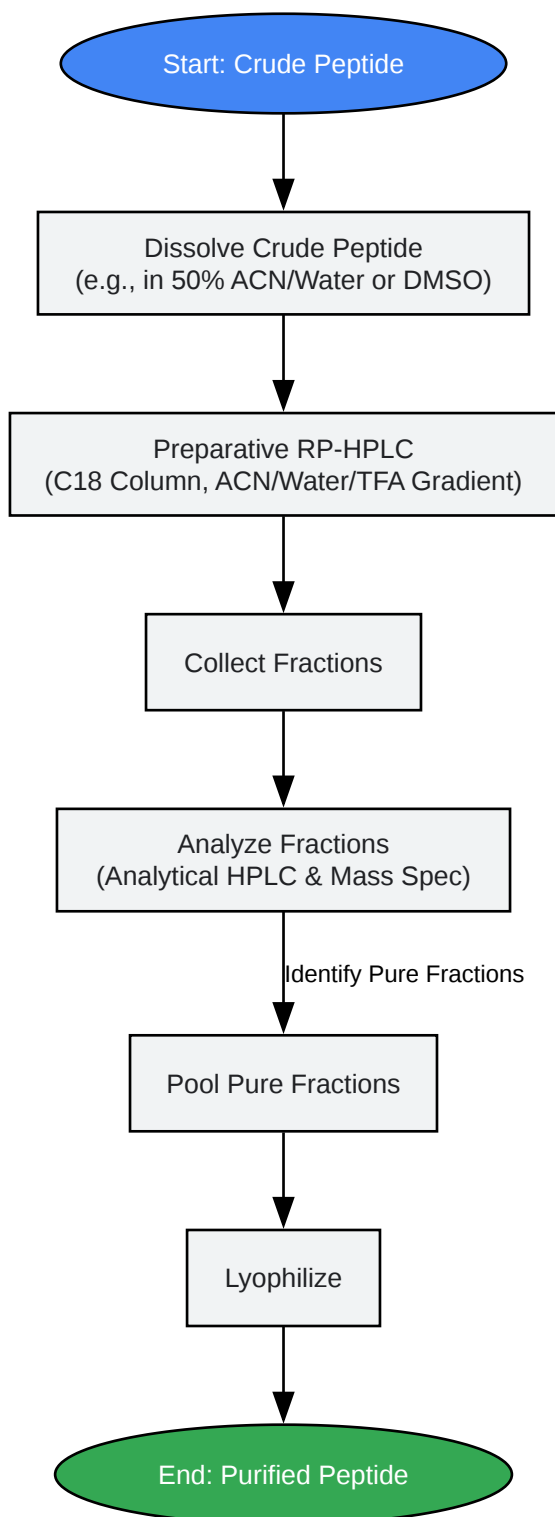 Start: Crude Peptide
Dissolve Crude Peptide
(e.g., in 50% ACN/Water or DMSO)
Preparative RP-HPLC
(C18 Column, ACN/Water/TFA Gradient)
Collect Fractions
Analyze Fractions
(Analytical HPLC & Mass Spec)
Identify Pure Fractions
Pool Pure Fractions
Lyophilize
End: Purified Peptide